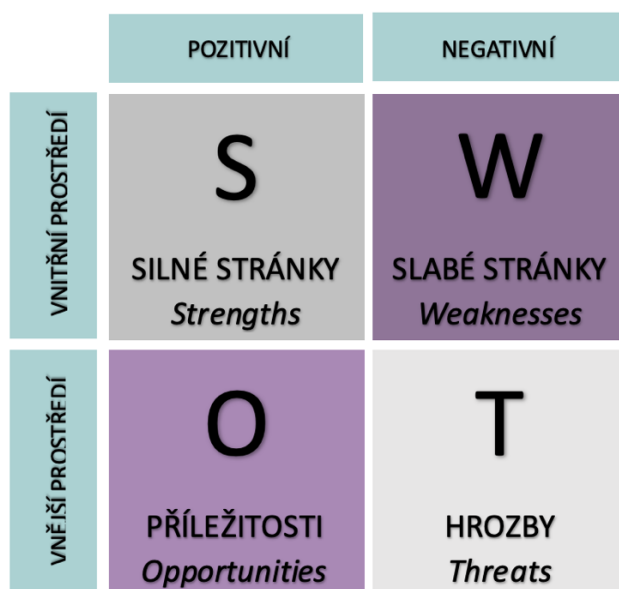 POZITIVNÍ
NEGATIVNÍ
VNITŘNÍ PROSTŘEDÍ
S
SILNÉ STRÁNKY
Strengths
W
SLABÉ STRÁNKY
Weaknesses
VNĚJŠÍ PROSTŘEDÍ
O
PŘÍLEŽITOSTI
Opportunities
T
HROZBY
Threats